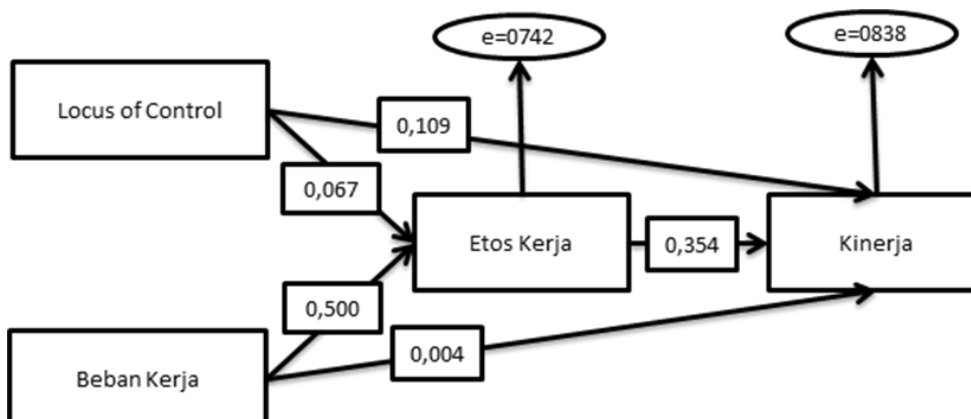 e=0742
e=0838
Locus of Control
0,109
0,067
Etos Kerja
0,354
Kinerja
0,500
0,004
Beban Kerja